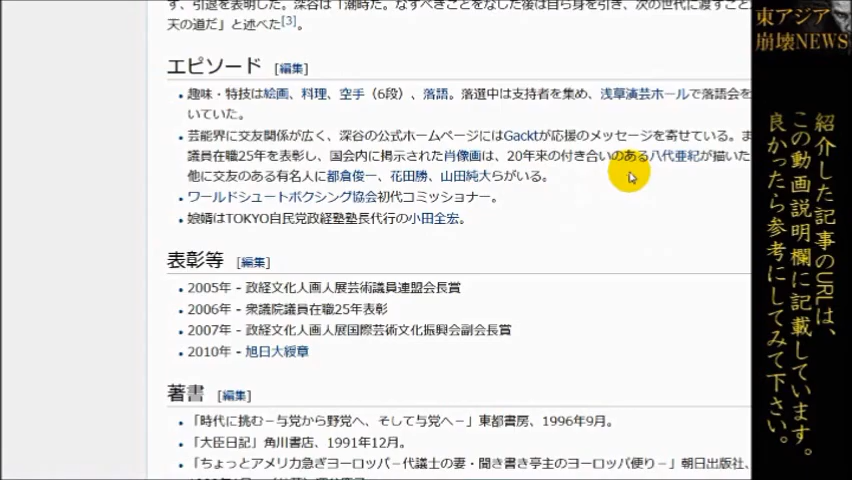 ず、引退を表明した。深谷は「潮時だ。なすべきことをなした後は自ら身を引き、次の世代に渡すこと
天の道だ」と述べた[3]。
エピソード [編集]
趣味・特技は絵画、料理、空手（6段）、落語。落選中は支持者を集め、浅草演芸ホールで落語会を
いていた。
芸能界に交友関係が広く、深谷の公式ホームページにはGacktが応援のメッセージを寄せている。ま
議員在職25年を表彰し、国会内に掲示された肖像画は、20年来の付き合いのある八代亜紀が描いた
他に交友のある有名人に都倉俊一、花田勝、山田純大らがいる。
ワールドシュートボクシング協会初代コミッショナー。
娘婿はTOKYO自民党政経塾塾長代行の小田全宏。
表彰等 [編集]
2005年 - 政経文化人画人展芸術議員連盟会長賞
2006年 - 衆議院議員在職25年表彰
2007年 - 政経文化人画人展国際芸術文化振興会副会長賞
2010年 - 旭日大綬章
著書 [編集]
「時代に挑む－与党から野党へ、そして与党へ－」東都書房、1996年9月。
「大臣日記」角川書店、1991年12月。
「ちょっとアメリカ急ぎヨーロッパ－代議士の妻・聞き書き亭主のヨーロッパ便り－」朝日出版社、
東アジア
崩壊NEWS
紹介した記事のURLは、
この動画説明欄に記載しています。
良かったら参考にしてみて下さい。